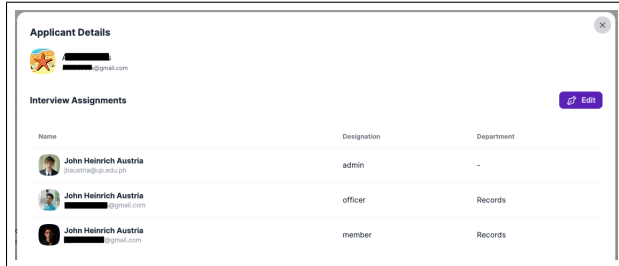 Applicant Details
@gmail.com
Interview Assignments
Edit
Name Designation Department
John Heinrich Austria
jbaustria@up.edu.ph
admin -
John Heinrich Austria
@gmail.com
officer Records
John Heinrich Austria
@gmail.com
member Records